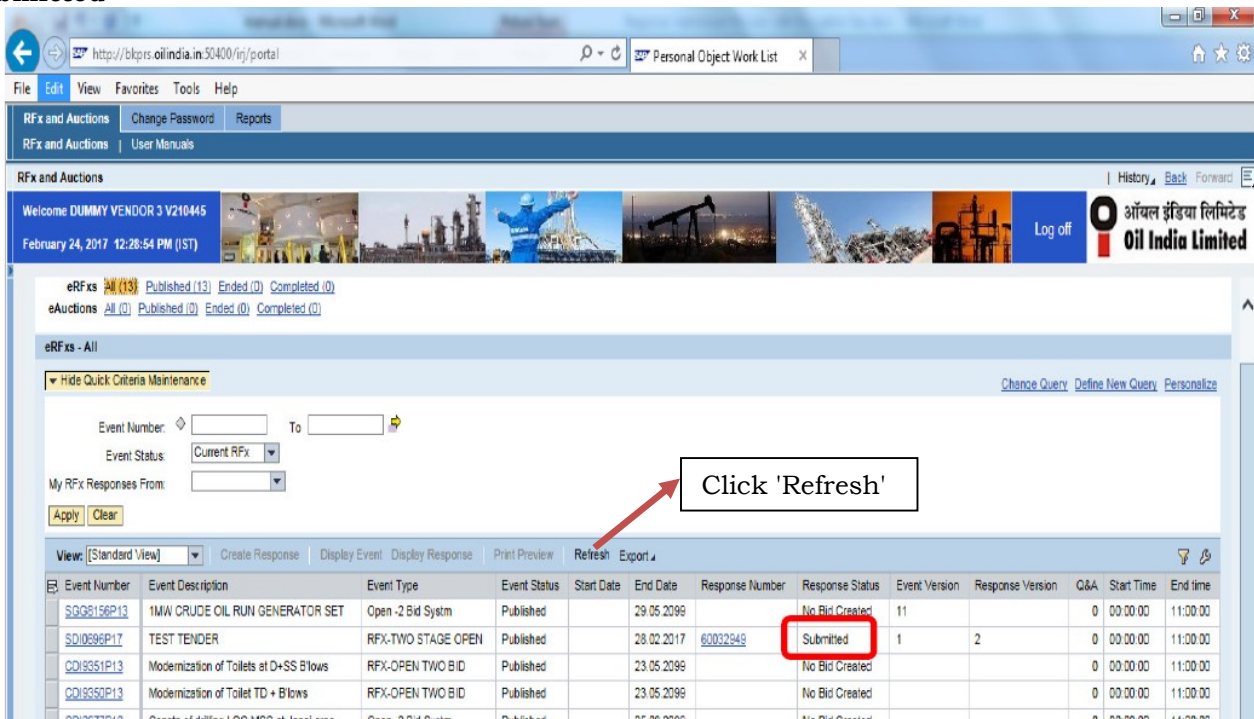 http://bkprs.oilindia.in:50400/irj/portal
Personal Object Work List
File Edit View Favorites Tools Help
RFx and Auctions Change Password Reports
RFx and Auctions | User Manuals
RFx and Auctions
History Back Forward
Welcome DUMMY VENDOR 3 V210445
February 24, 2017 12:28:54 PM (IST)
Log off
ऑयल इंडिया लिमिटेड
Oil India Limited
eRFxs All (13) Published (13) Ended (0) Completed (0)
eAuctions All (0) Published (0) Ended (0) Completed (0)
eRFxs - All
Hide Quick Criteria Maintenance
Change Query Define New Query Personalize
Event Number: To
Event Status: Current RFx
My RFx Responses From:
Click 'Refresh'
Apply Clear
View: [Standard View] Create Response Display Event Display Response Print Preview Refresh Export
Event Number Event Description Event Type Event Status Start Date End Date Response Number Response Status Event Version Response Version Q&A Start Time End time
SGG8156P13 1MW CRUDE OIL RUN GENERATOR SET Open -2 Bid Systm Published 29.05.2099 No Bid Created 11 0 00:00:00 11:00:00
SDI0696P17 TEST TENDER RFX-TWO STAGE OPEN Published 28.02.2017 60032949 Submitted 1 2 0 00:00:00 11:00:00
CDI9351P13 Modernization of Toilets at D+SS B'lows RFX-OPEN TWO BID Published 23.05.2099 No Bid Created 0 00:00:00 11:00:00
CDI9350P13 Modernization of Toilet TD + B'lows RFX-OPEN TWO BID Published 23.05.2099 No Bid Created 0 00:00:00 11:00:00